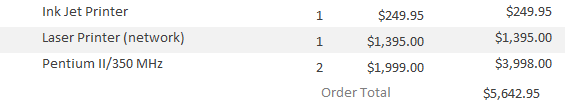 Ink Jet Printer 1 $249.95 $249.95
Laser Printer (network) 1 $1,395.00 $1,395.00
Pentium II/350 MHz 2 $1,999.00 $3,998.00
Order Total $5,642.95